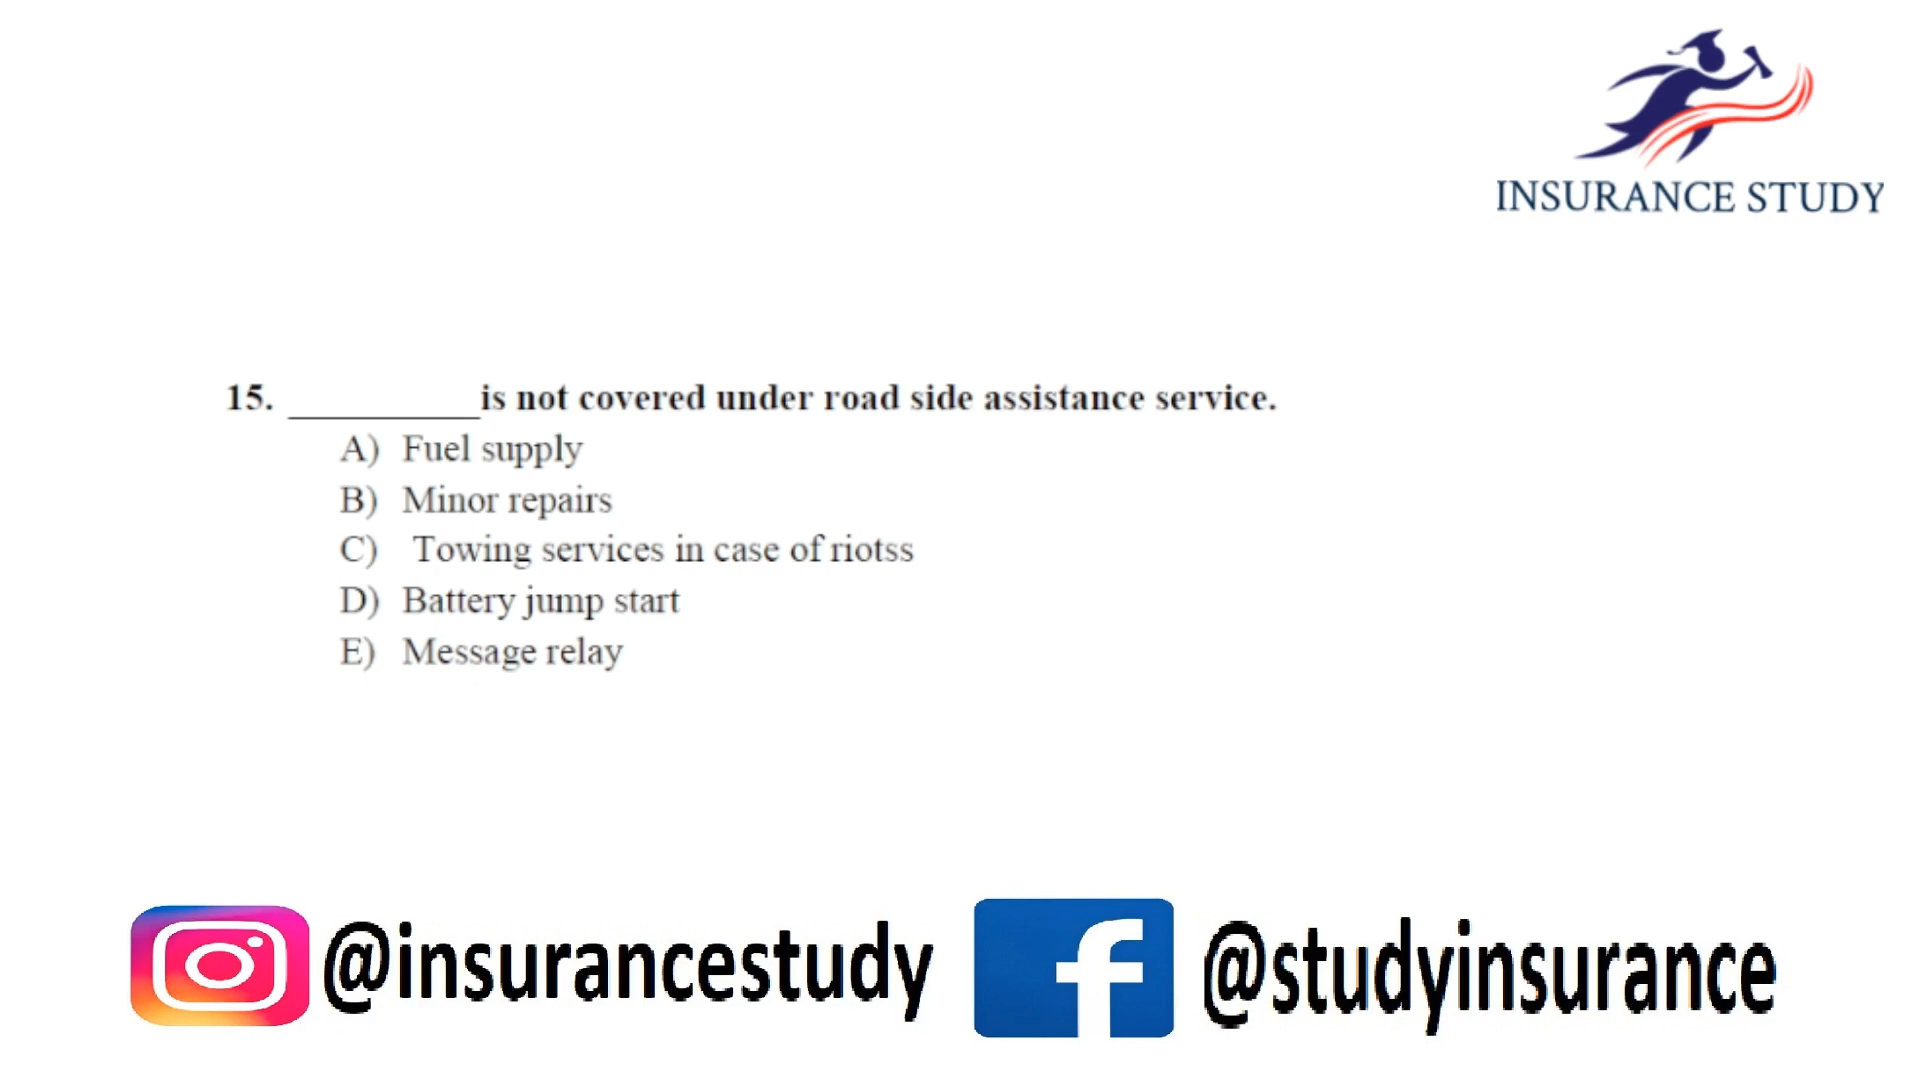 INSURANCE STUDY
15. __________is not covered under road side assistance service.
A) Fuel supply
B) Minor repairs
C) Towing services in case of riotss
D) Battery jump start
E) Message relay
@insurancestudy
@studyinsurance